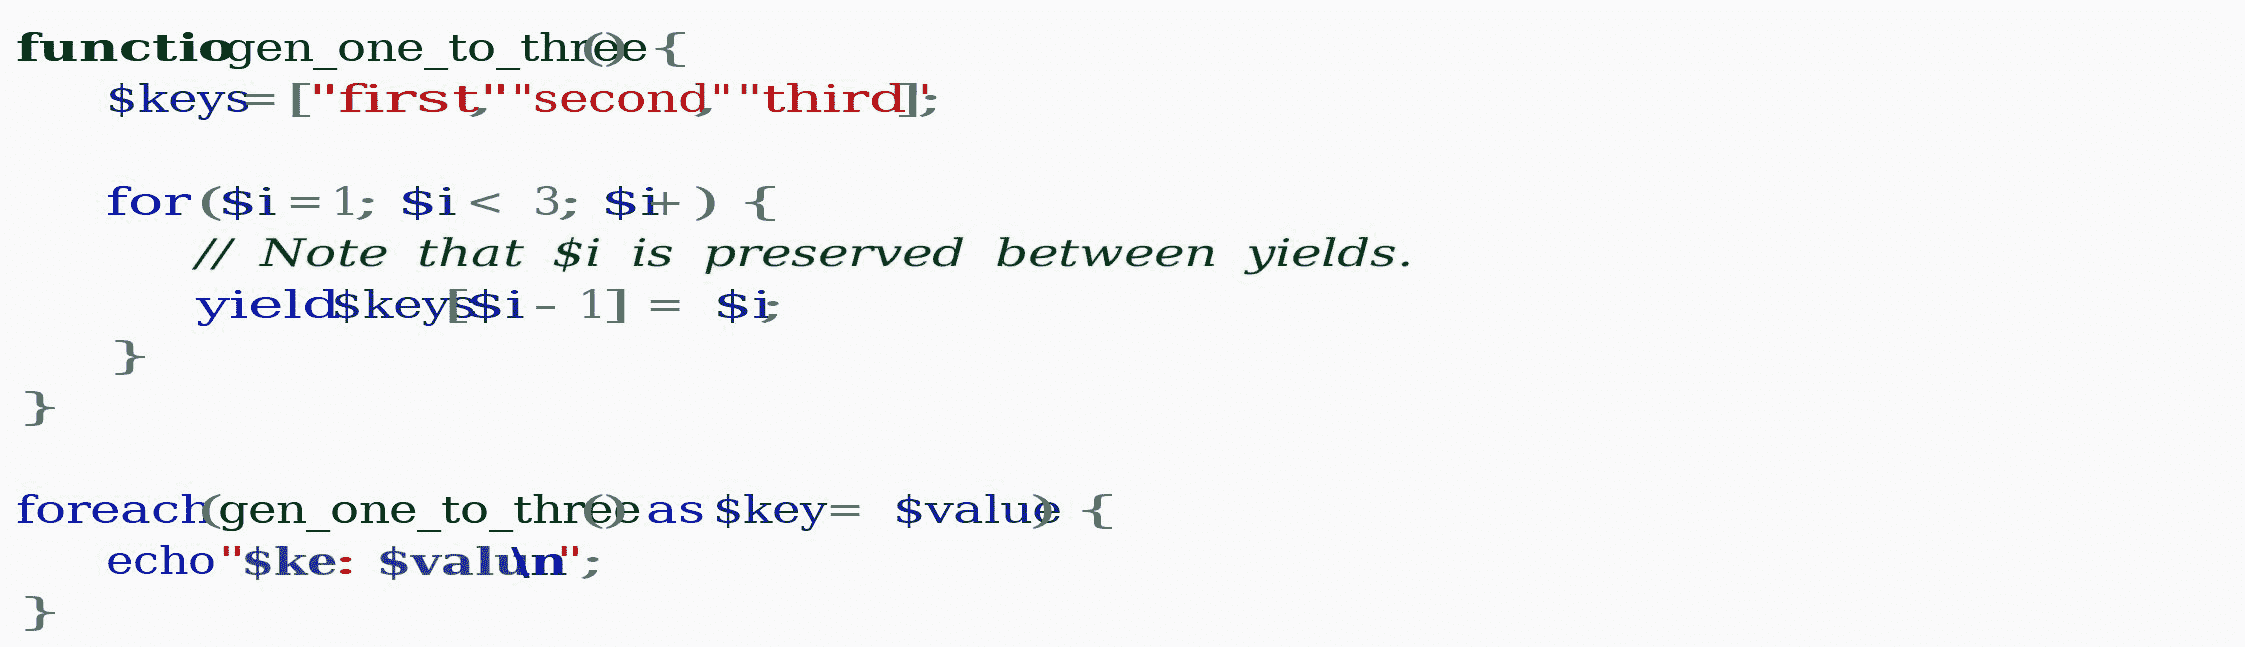 functio gen_one_to_three() {
$keys = ["first", "second", "third"];
for ($i = 1; $i < 3; $i+ ) {
// Note that $i is preserved between yields.
yield $keys[$i - 1] = $i;
}
}
foreach (gen_one_to_three() as $key = $value) {
echo "$ke: $valu\n";
}